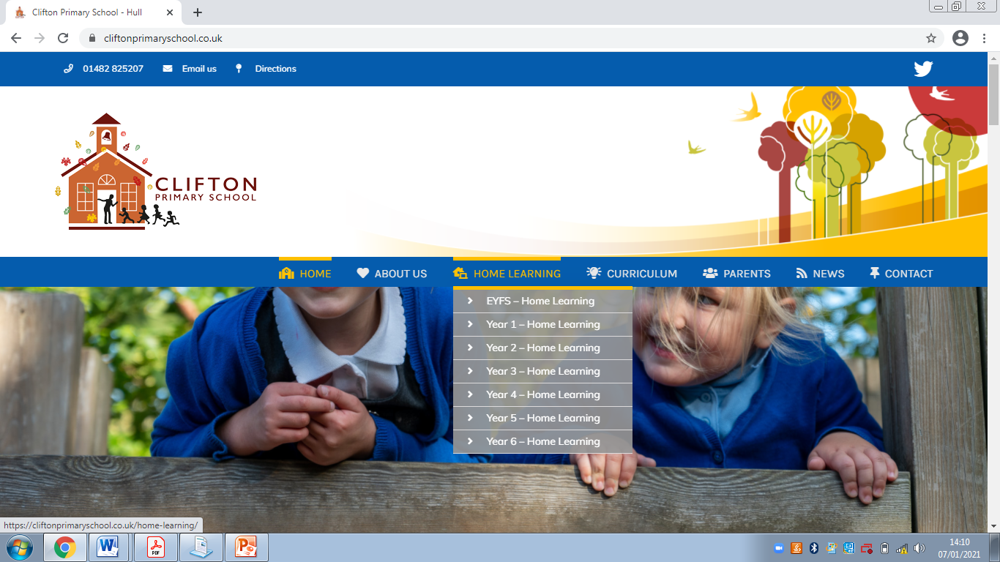 Clifton Primary School - Hull
cliftonprimaryschool.co.uk
01482 825207 Email us Directions
CLIFTON
PRIMARY SCHOOL
HOME ABOUT US HOME LEARNING CURRICULUM PARENTS NEWS CONTACT
EYFS – Home Learning
Year 1 – Home Learning
Year 2 – Home Learning
Year 3 – Home Learning
Year 4 – Home Learning
Year 5 – Home Learning
Year 6 – Home Learning
https://cliftonprimaryschool.co.uk/home-learning/
PDF
14:10
07/01/2021